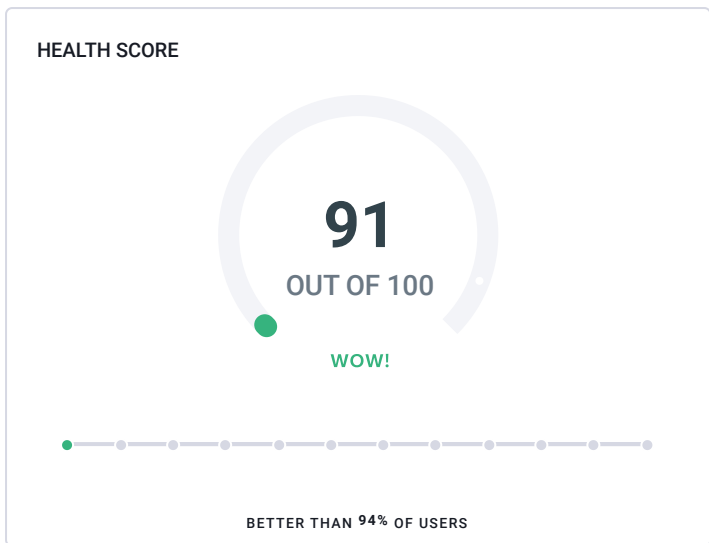 HEALTH SCORE
91
OUT OF 100
WOW!
BETTER THAN 94% OF USERS